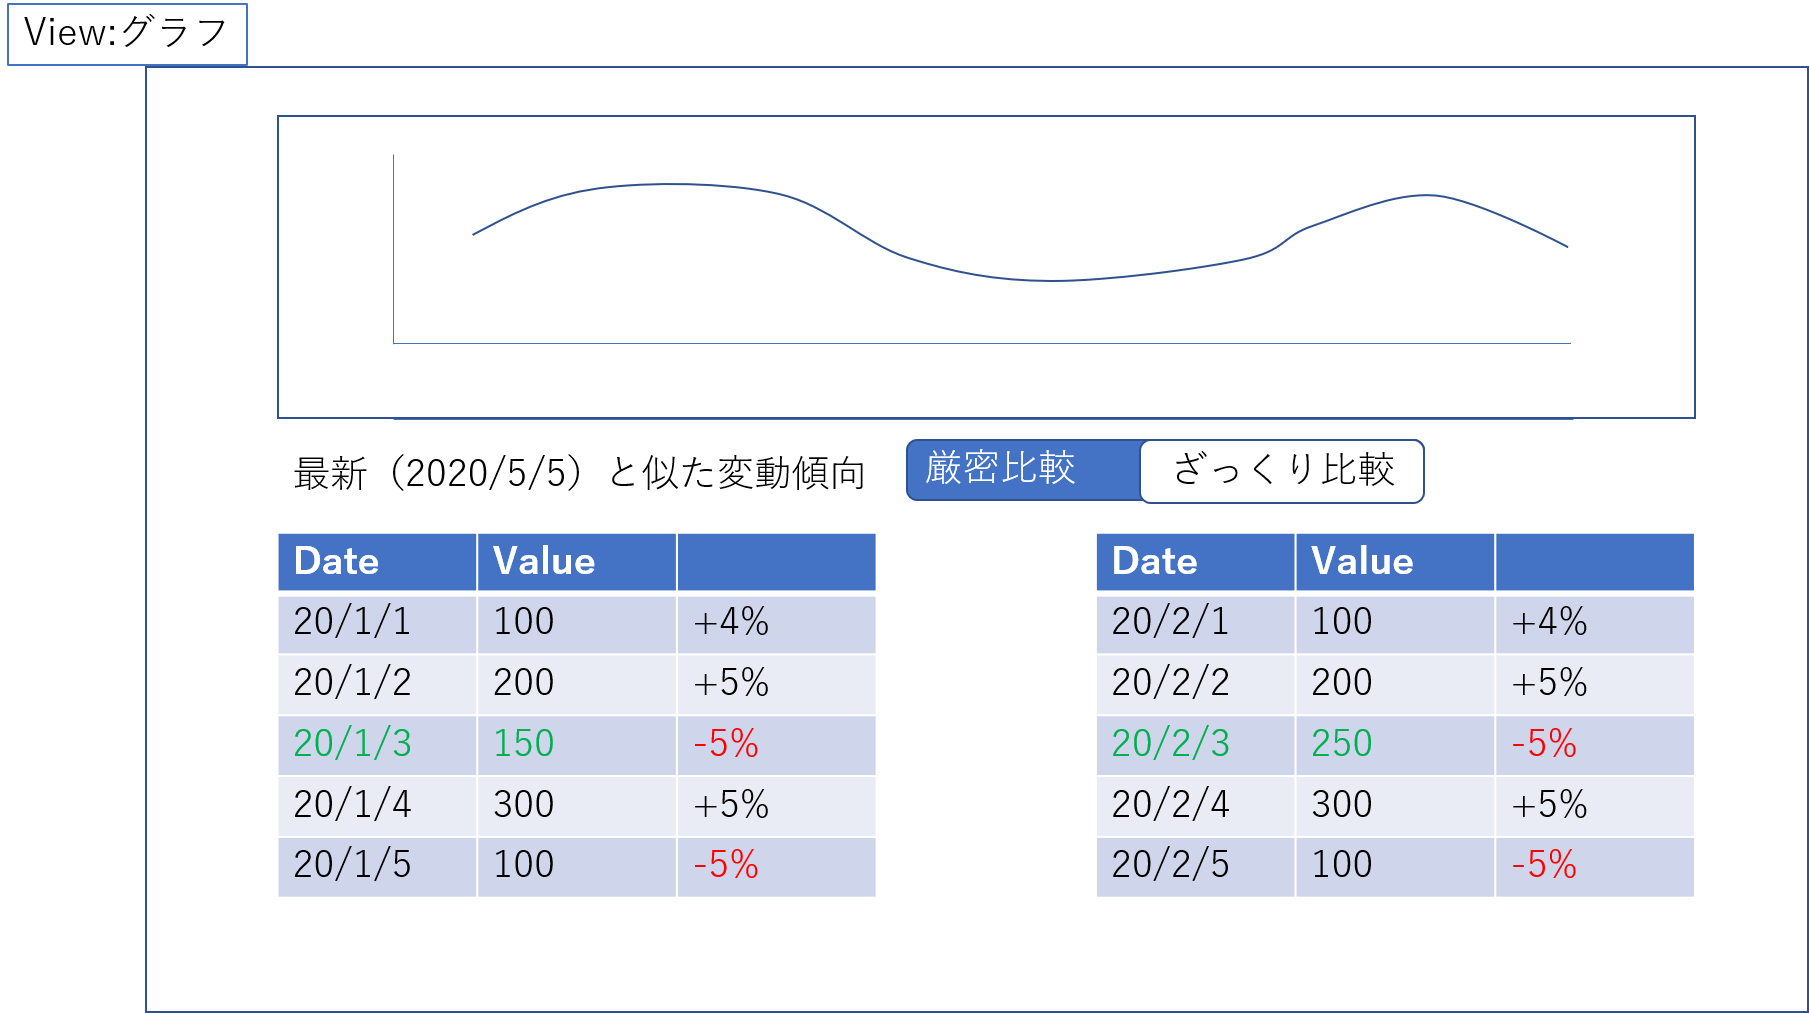 View:グラフ
最新（2020/5/5）と似た変動傾向 厳密比較 ざっくり比較
Date Value
20/1/1 100 +4%
20/1/2 200 +5%
20/1/3 150 -5%
20/1/4 300 +5%
20/1/5 100 -5%
Date Value
20/2/1 100 +4%
20/2/2 200 +5%
20/2/3 250 -5%
20/2/4 300 +5%
20/2/5 100 -5%